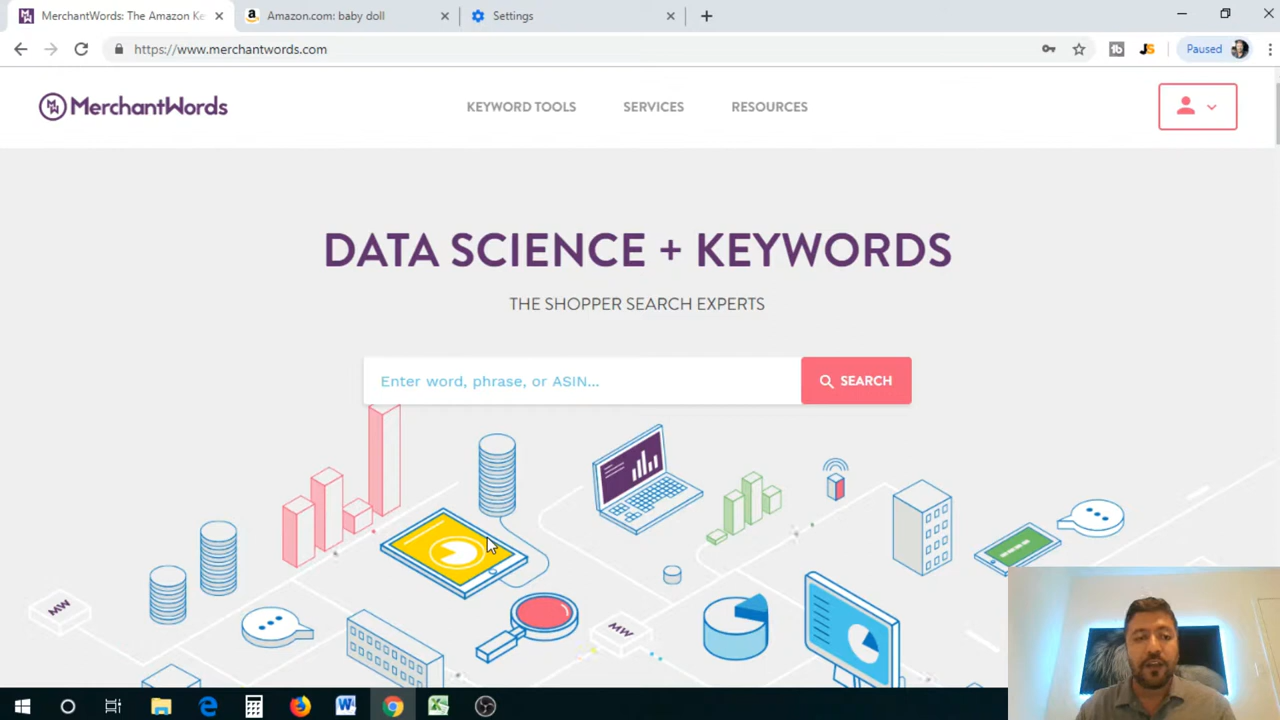 MerchantWords: The Amazon Ke
Amazon.com: baby doll
Settings
https://www.merchantwords.com
Paused
MerchantWords
KEYWORD TOOLS
SERVICES
RESOURCES
DATA SCIENCE + KEYWORDS
THE SHOPPER SEARCH EXPERTS
Enter word, phrase, or ASIN...
SEARCH
MW
MW